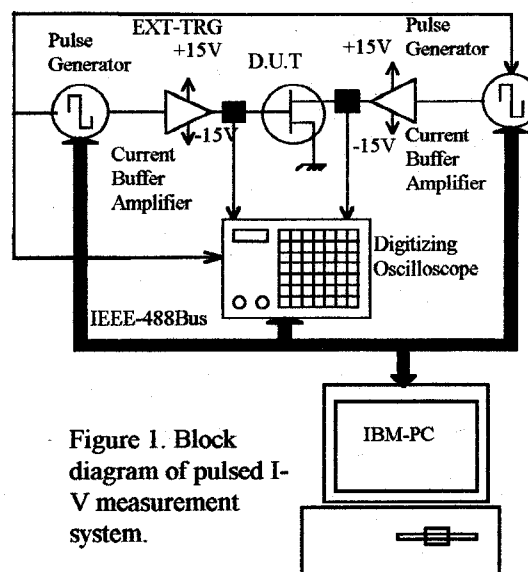 EXT-TRG
Pulse
Generator
+15V
D.U.T
+15V
Pulse
Generator
-15V
-15V
Current
Buffer
Amplifier
Current
Buffer
Amplifier
Digitizing
Oscilloscope
IEEE-488Bus
IBM-PC
Figure 1. Block
diagram of pulsed I-
V measurement
system.